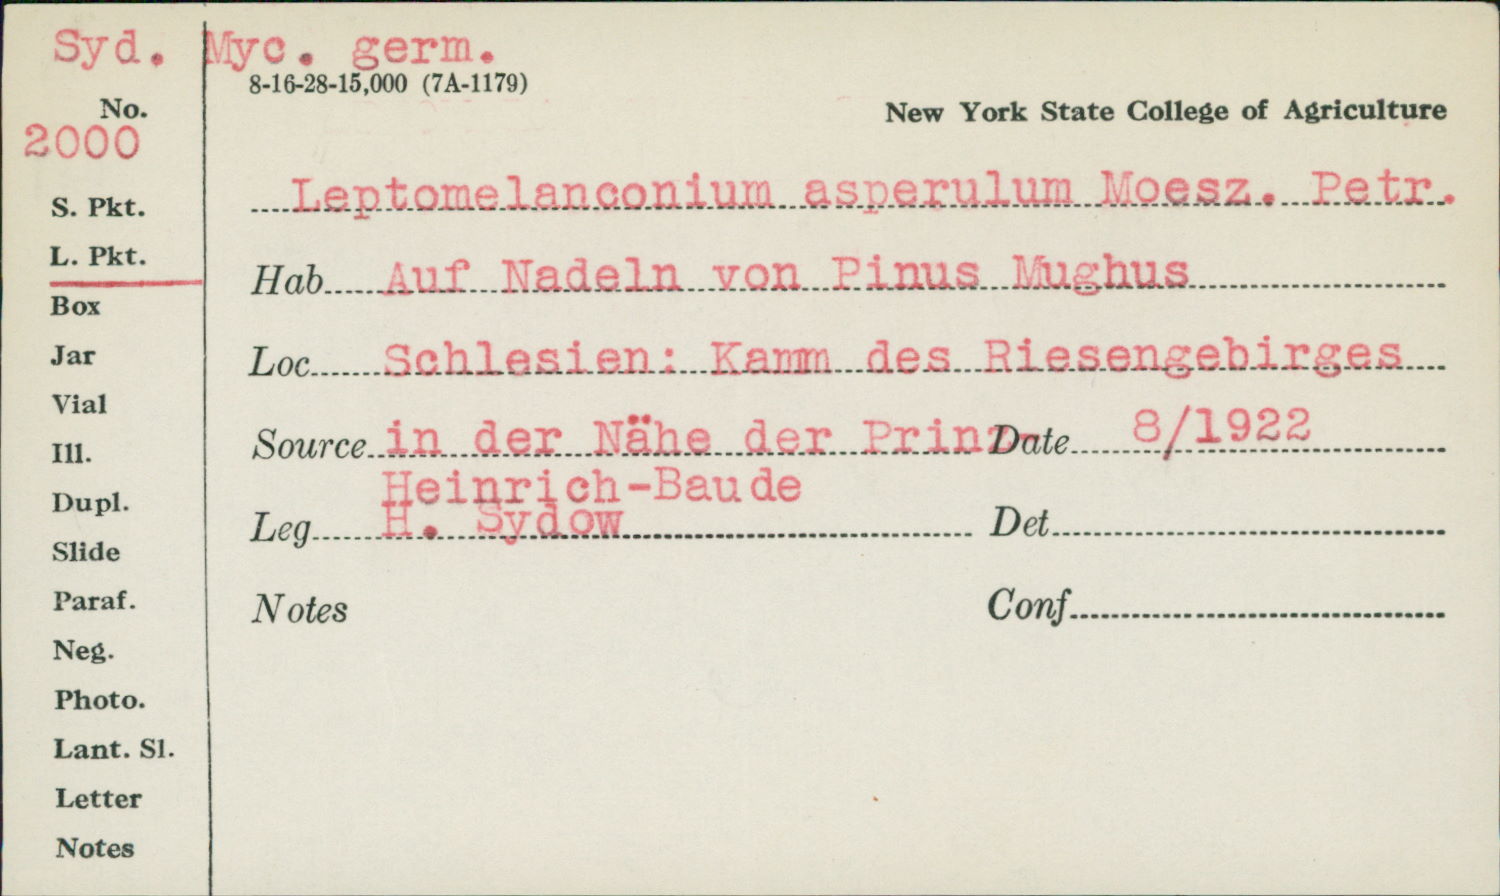 Syd. Myc. germ.
8-16-28-15,000 (7A-1179)
New York State College of Agriculture
No.
2000
S. Pkt.
L. Pkt.
Box
Jar
Vial
Ill.
Dupl.
Slide
Paraf.
Neg.
Photo.
Lant. Sl.
Letter
Notes
Leptomelanconium asperulum Moesz. Petr.
Hab Auf Nadeln von Pinus Mughus
Loc Schlesien: Kamm des Riesengebirges
Source in der Nähe der Prinz- Date 8/1922
Heinrich-Baude
Leg H. Sydow Det
Notes Conf